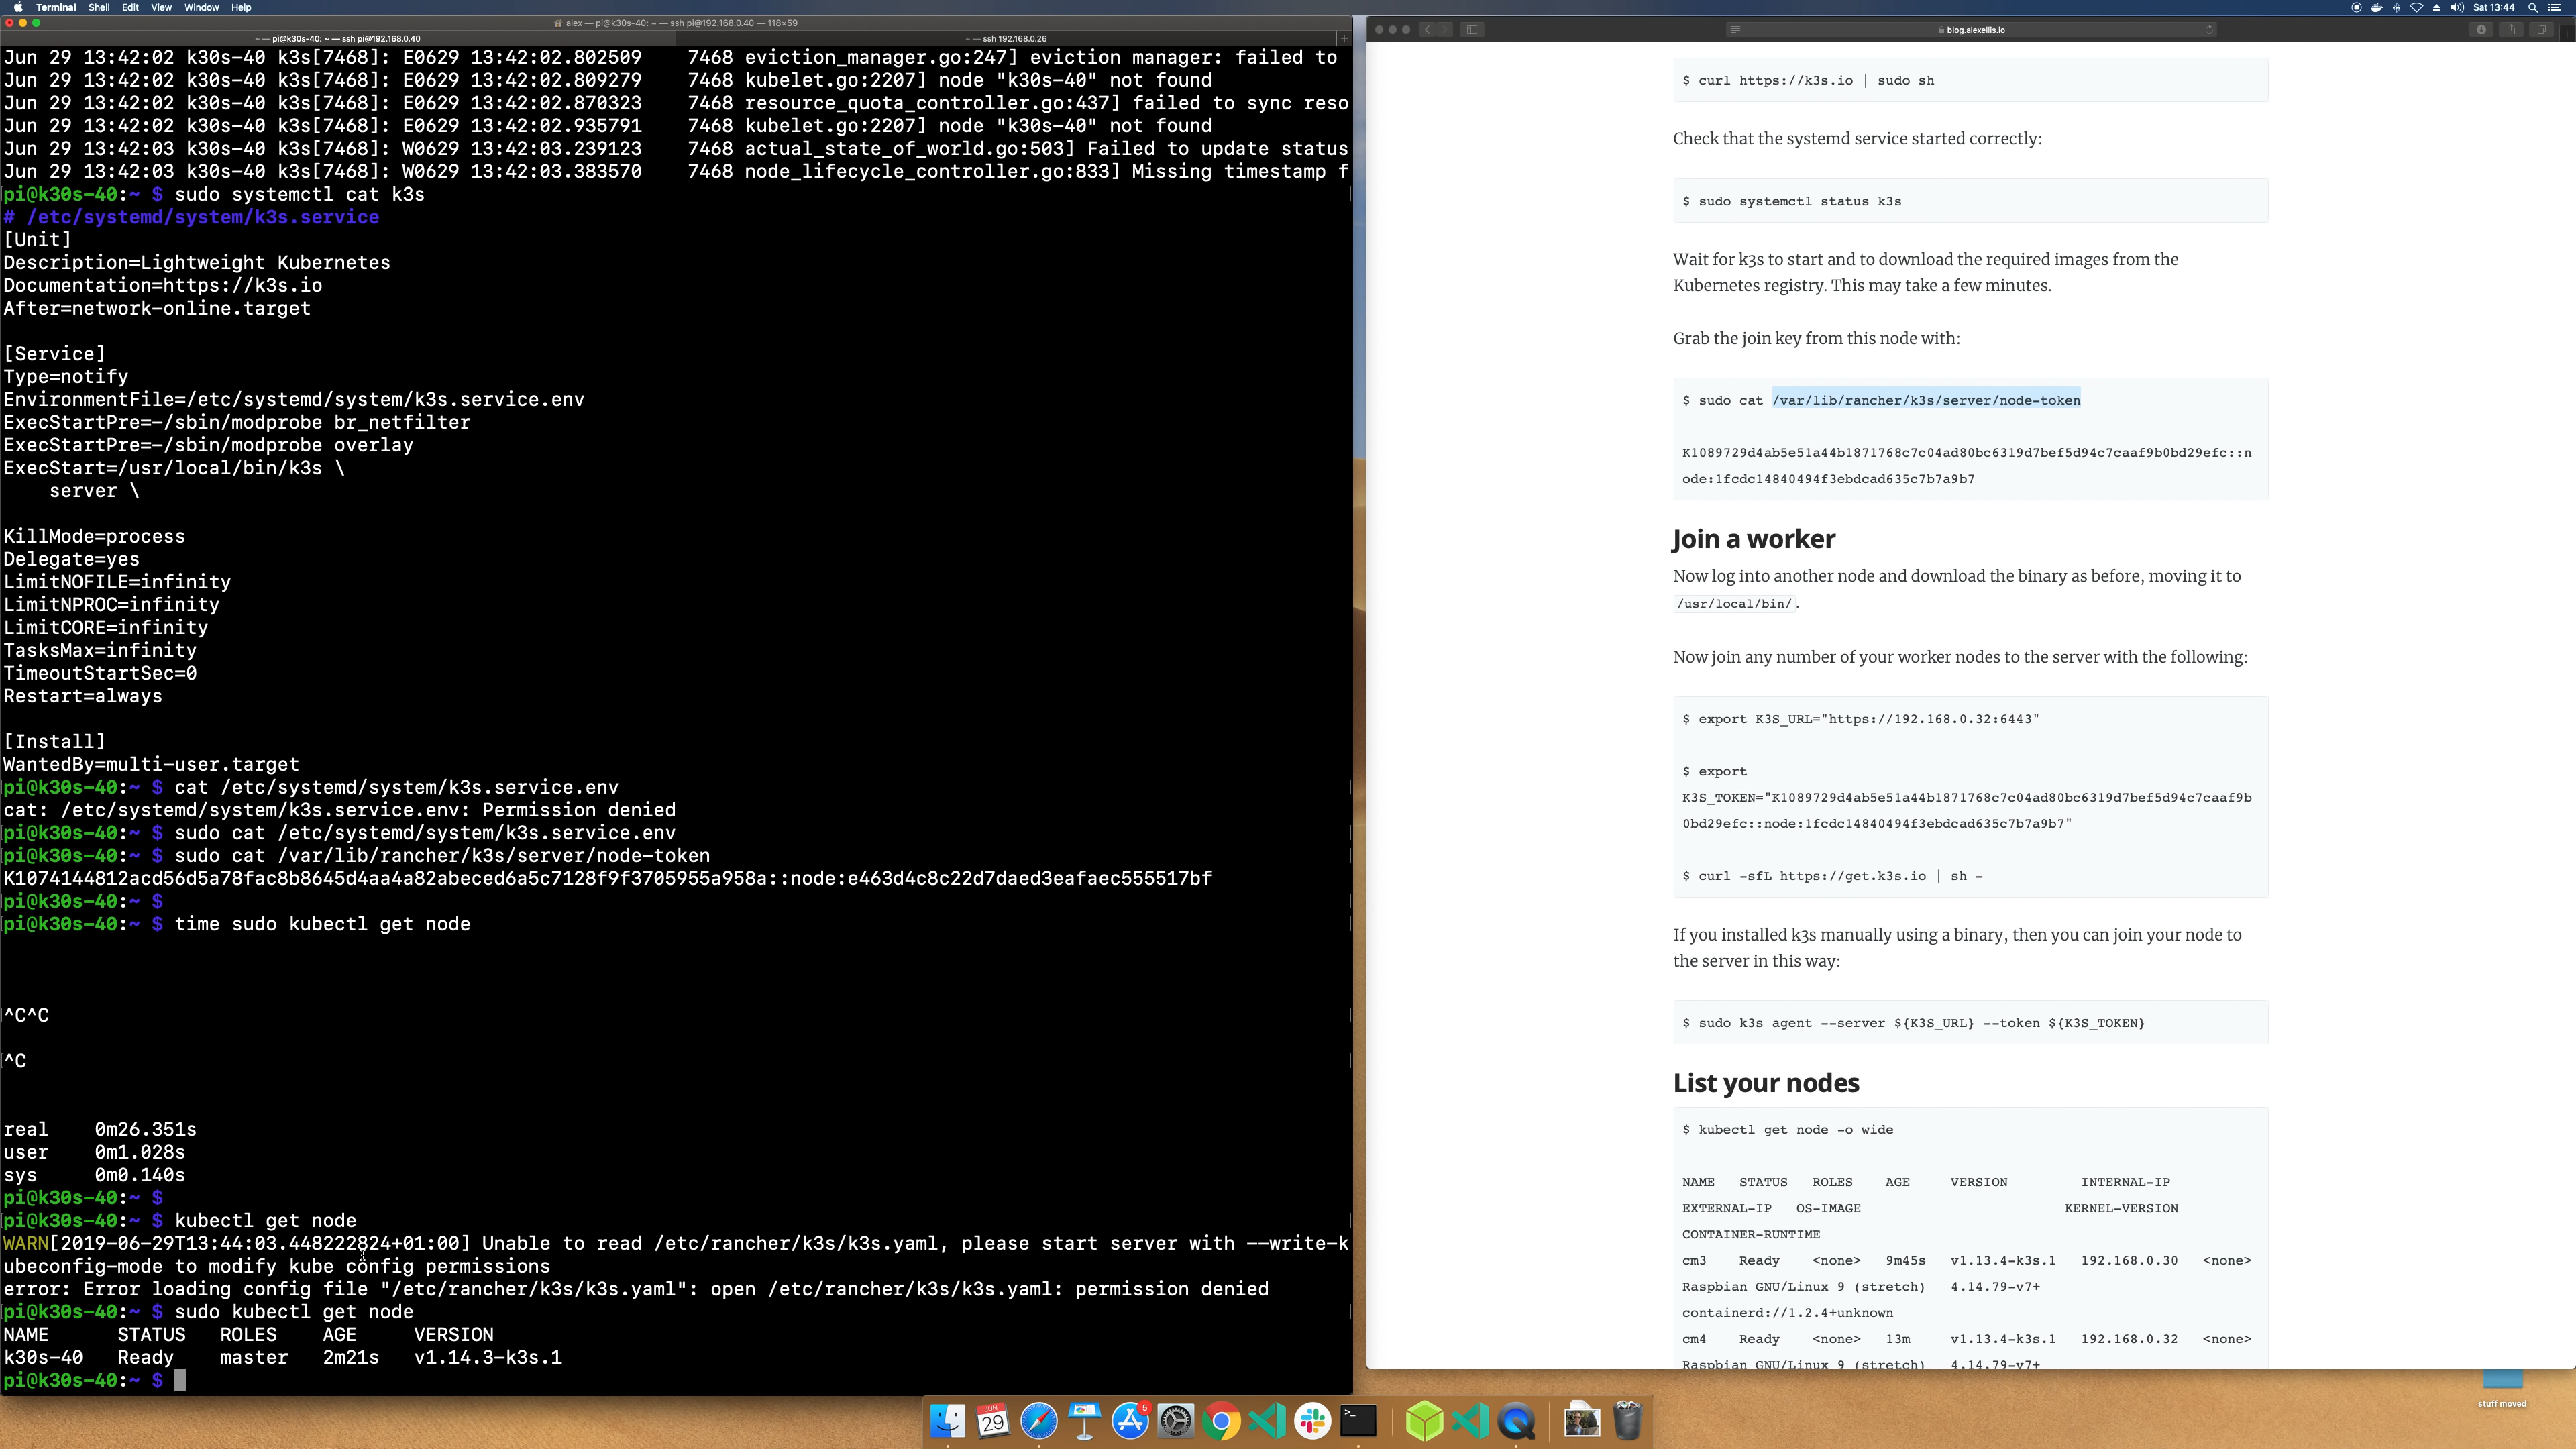 Terminal Shell Edit View Window Help
Sat 13:44
alex — pi@k30s-40: ~ — ssh pi@192.168.0.40 — 118×59
~ — pi@k30s-40: ~ — ssh pi@192.168.0.40
~ — ssh 192.168.0.26
Jun 29 13:42:02 k30s-40 k3s[7468]: E0629 13:42:02.802509    7468 eviction_manager.go:247] eviction manager: failed to
Jun 29 13:42:02 k30s-40 k3s[7468]: E0629 13:42:02.809279    7468 kubelet.go:2207] node "k30s-40" not found
Jun 29 13:42:02 k30s-40 k3s[7468]: E0629 13:42:02.870323    7468 resource_quota_controller.go:437] failed to sync reso
Jun 29 13:42:02 k30s-40 k3s[7468]: E0629 13:42:02.935791    7468 kubelet.go:2207] node "k30s-40" not found
Jun 29 13:42:03 k30s-40 k3s[7468]: W0629 13:42:03.239123    7468 actual_state_of_world.go:503] Failed to update status
Jun 29 13:42:03 k30s-40 k3s[7468]: W0629 13:42:03.383570    7468 node_lifecycle_controller.go:833] Missing timestamp f
pi@k30s-40:~ $ sudo systemctl cat k3s
# /etc/systemd/system/k3s.service
[Unit]
Description=Lightweight Kubernetes
Documentation=https://k3s.io
After=network-online.target
[Service]
Type=notify
EnvironmentFile=/etc/systemd/system/k3s.service.env
ExecStartPre=-/sbin/modprobe br_netfilter
ExecStartPre=-/sbin/modprobe overlay
ExecStart=/usr/local/bin/k3s \
    server \
KillMode=process
Delegate=yes
LimitNOFILE=infinity
LimitNPROC=infinity
LimitCORE=infinity
TasksMax=infinity
TimeoutStartSec=0
Restart=always
[Install]
WantedBy=multi-user.target
pi@k30s-40:~ $ cat /etc/systemd/system/k3s.service.env
cat: /etc/systemd/system/k3s.service.env: Permission denied
pi@k30s-40:~ $ sudo cat /etc/systemd/system/k3s.service.env
pi@k30s-40:~ $ sudo cat /var/lib/rancher/k3s/server/node-token
K1074144812acd56d5a78fac8b8645d4aa4a82abeced6a5c7128f9f3705955a958a::node:e463d4c8c22d7daed3eafaec555517bf
pi@k30s-40:~ $
pi@k30s-40:~ $ time sudo kubectl get node
^C^C
^C
real    0m26.351s
user    0m1.028s
sys     0m0.140s
pi@k30s-40:~ $
pi@k30s-40:~ $ kubectl get node
WARN[2019-06-29T13:44:03.448222824+01:00] Unable to read /etc/rancher/k3s/k3s.yaml, please start server with --write-k
ubeconfig-mode to modify kube config permissions
error: Error loading config file "/etc/rancher/k3s/k3s.yaml": open /etc/rancher/k3s/k3s.yaml: permission denied
pi@k30s-40:~ $ sudo kubectl get node
NAME      STATUS   ROLES    AGE     VERSION
k30s-40   Ready    master   2m21s   v1.14.3-k3s.1
pi@k30s-40:~ $
blog.alexellis.io
$ curl https://k3s.io | sudo sh
Check that the systemd service started correctly:
$ sudo systemctl status k3s
Wait for k3s to start and to download the required images from the
Kubernetes registry. This may take a few minutes.
Grab the join key from this node with:
$ sudo cat /var/lib/rancher/k3s/server/node-token
K1089729d4ab5e51a44b1871768c7c04ad80bc6319d7bef5d94c7caaf9b0bd29efc::n
ode:1fcdc14840494f3ebdcad635c7b7a9b7
Join a worker
Now log into another node and download the binary as before, moving it to
/usr/local/bin/.
Now join any number of your worker nodes to the server with the following:
$ export K3S_URL="https://192.168.0.32:6443"
$ export
K3S_TOKEN="K1089729d4ab5e51a44b1871768c7c04ad80bc6319d7bef5d94c7caaf9b
0bd29efc::node:1fcdc14840494f3ebdcad635c7b7a9b7"
$ curl -sfL https://get.k3s.io | sh -
If you installed k3s manually using a binary, then you can join your node to
the server in this way:
$ sudo k3s agent --server ${K3S_URL} --token ${K3S_TOKEN}
List your nodes
$ kubectl get node -o wide
NAME   STATUS   ROLES    AGE     VERSION         INTERNAL-IP
EXTERNAL-IP   OS-IMAGE                         KERNEL-VERSION
CONTAINER-RUNTIME
cm3    Ready    <none>   9m45s   v1.13.4-k3s.1   192.168.0.30   <none>
Raspbian GNU/Linux 9 (stretch)   4.14.79-v7+
containerd://1.2.4+unknown
cm4    Ready    <none>   13m     v1.13.4-k3s.1   192.168.0.32   <none>
Raspbian GNU/Linux 9 (stretch)   4.14.79-v7+
stuff moved
JUN
29
5